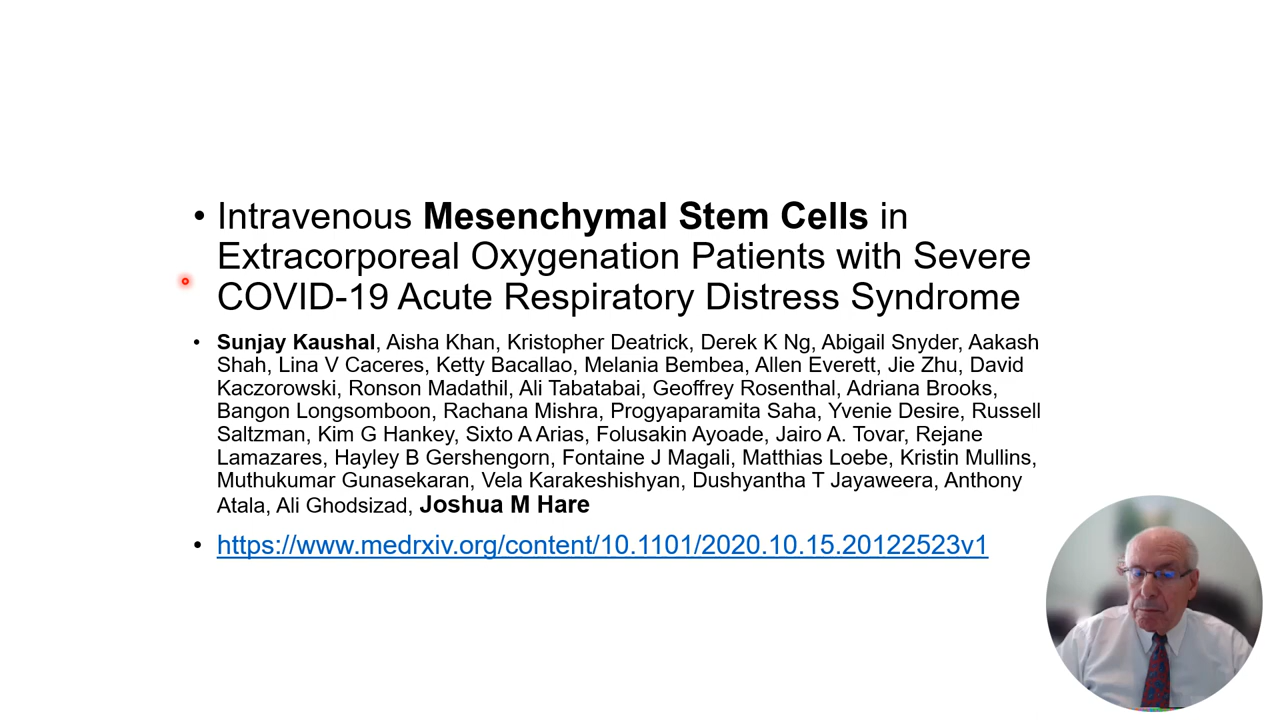 • Intravenous Mesenchymal Stem Cells in
Extracorporeal Oxygenation Patients with Severe
COVID-19 Acute Respiratory Distress Syndrome
• Sunjay Kaushal, Aisha Khan, Kristopher Deatrick, Derek K Ng, Abigail Snyder, Aakash
Shah, Lina V Caceres, Ketty Bacallao, Melania Bembea, Allen Everett, Jie Zhu, David
Kaczorowski, Ronson Madathil, Ali Tabatabai, Geoffrey Rosenthal, Adriana Brooks,
Bangon Longsomboon, Rachana Mishra, Progyaparamita Saha, Yvenie Desire, Russell
Saltzman, Kim G Hankey, Sixto A Arias, Folusakin Ayoade, Jairo A. Tovar, Rejane
Lamazares, Hayley B Gershengorn, Fontaine J Magali, Matthias Loebe, Kristin Mullins,
Muthukumar Gunasekaran, Vela Karakeshishyan, Dushyantha T Jayaweera, Anthony
Atala, Ali Ghodsizad, Joshua M Hare
• https://www.medrxiv.org/content/10.1101/2020.10.15.20122523v1